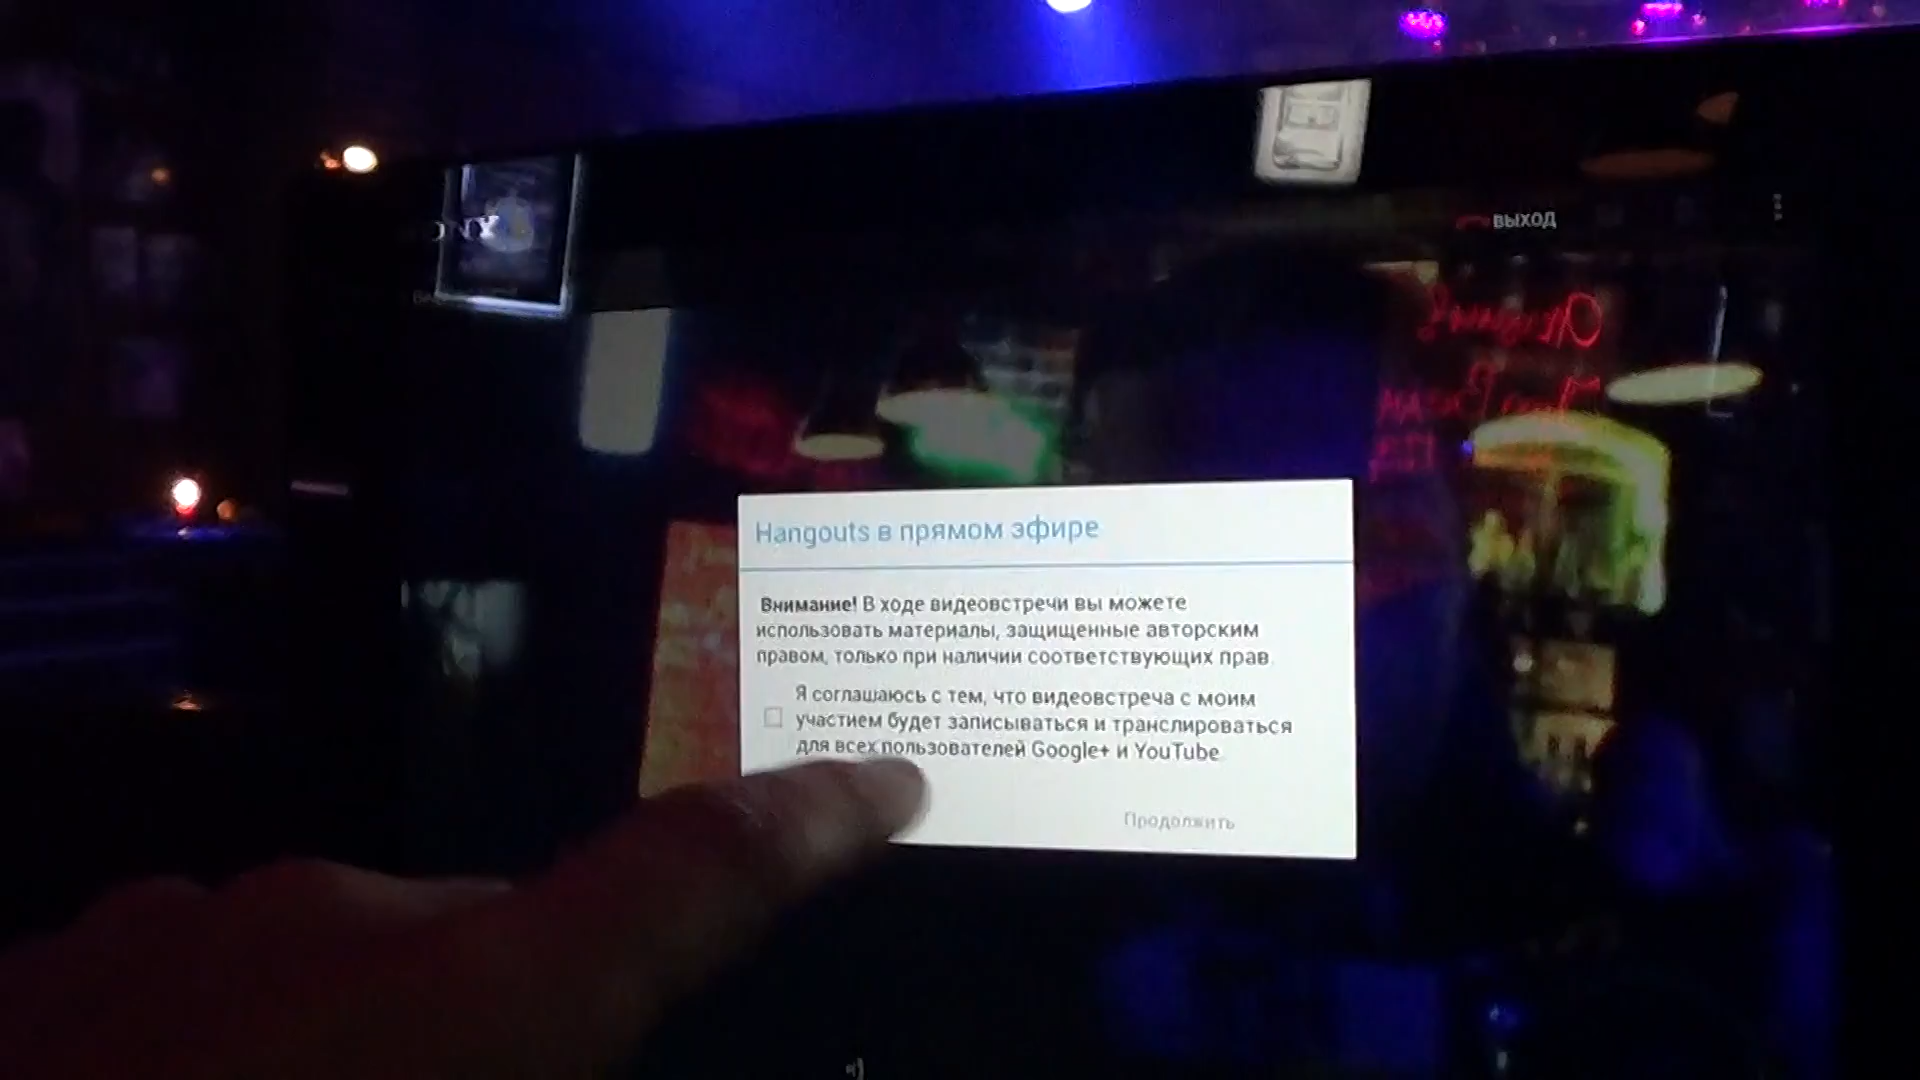 ВЫХОД
Hangouts в прямом эфире
Внимание! В ходе видеовстречи вы можете
использовать материалы, защищенные авторским
правом, только при наличии соответствующих прав.
Я соглашаюсь с тем, что видеовстреча с моим
участием будет записываться и транслироваться
для всех пользователей Google+ и YouTube.
Продолжить